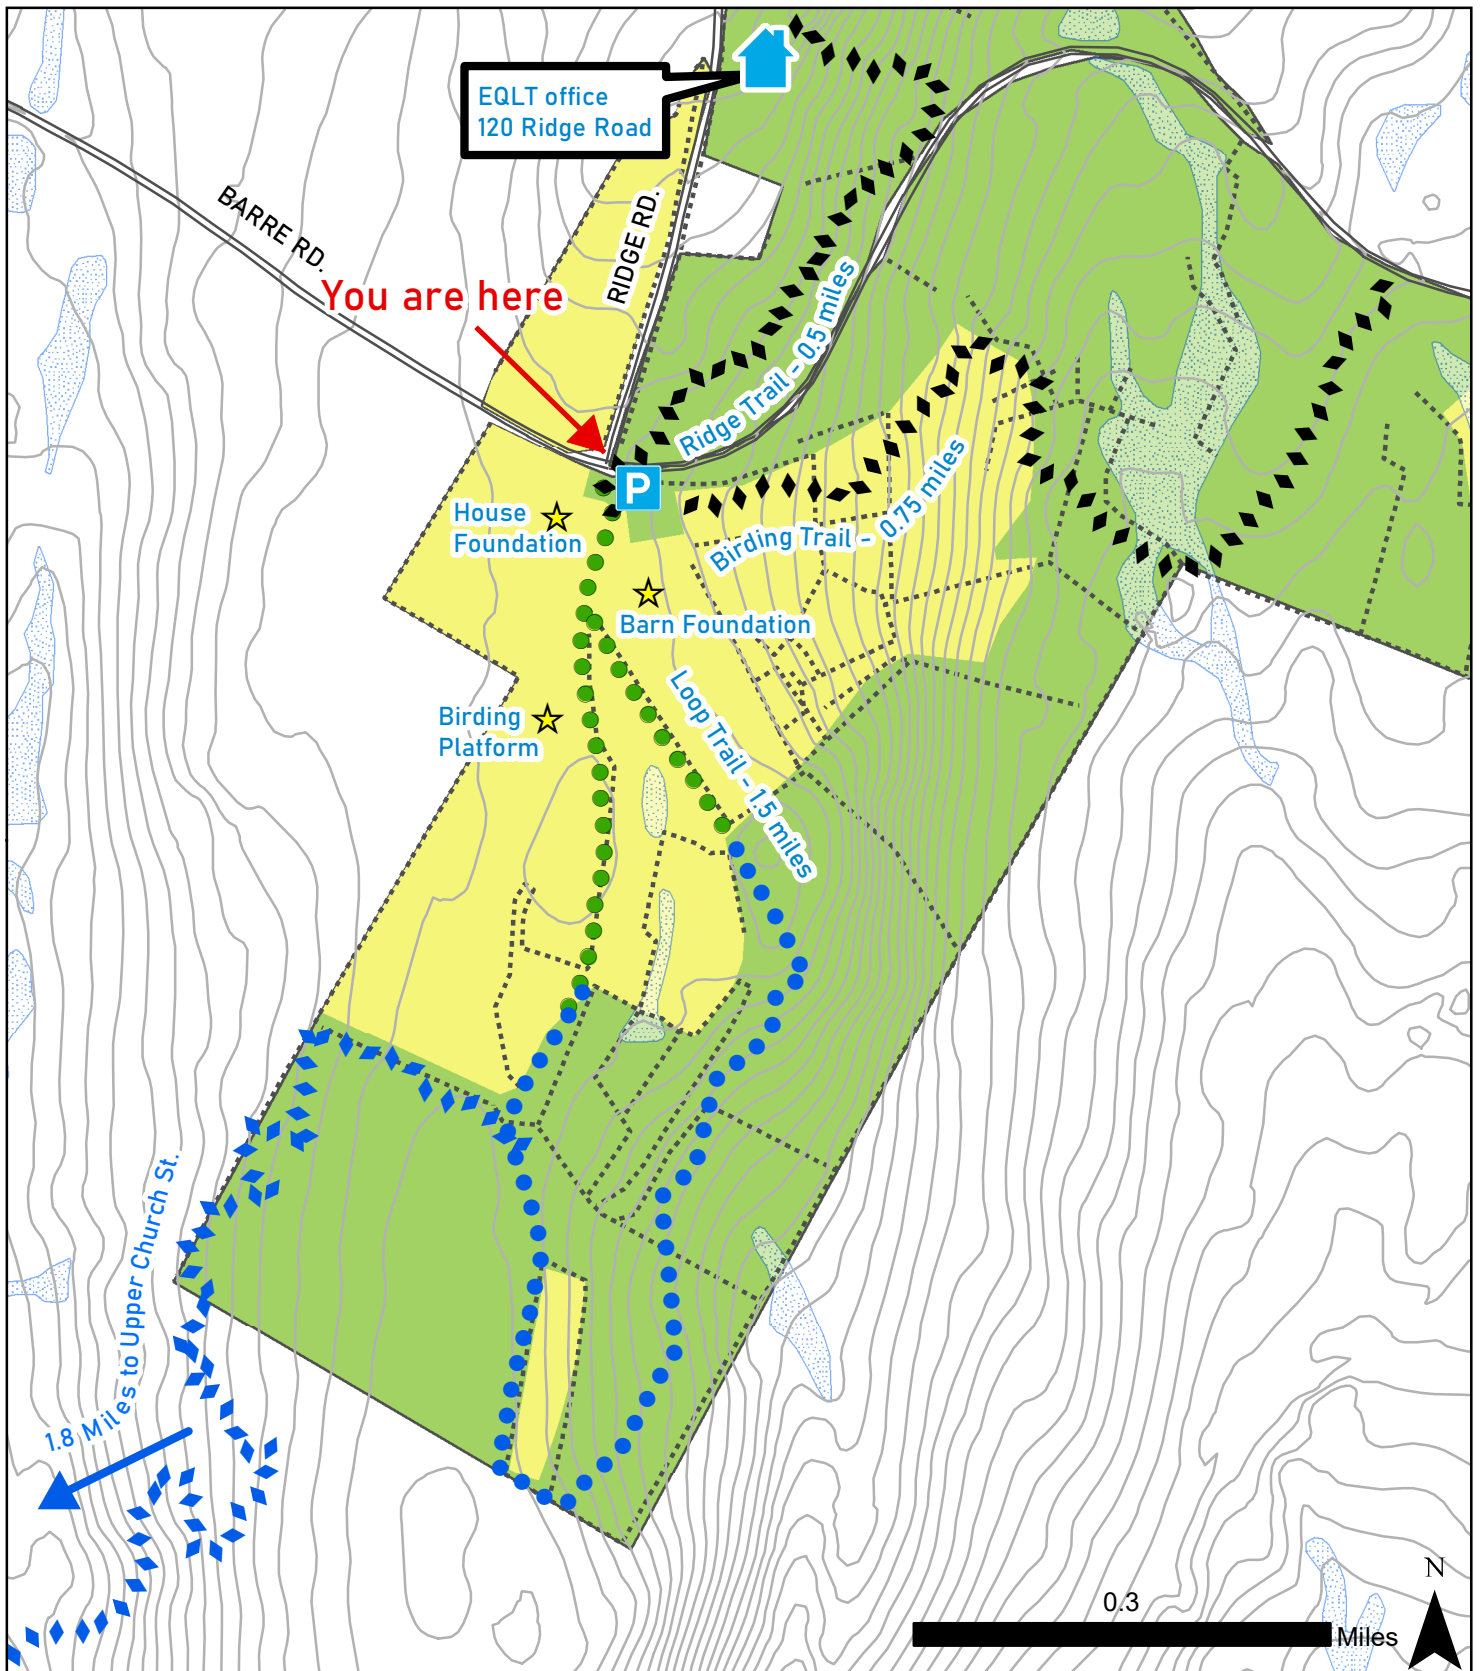 EQLT office
120 Ridge Road
BARRE RD.
RIDGE RD.
You are here
Ridge Trail - 0.5 miles
P
House
Foundation
Birding Trail - 0.75 miles
Barn Foundation
Loop Trail - 1.5 miles
Birding
Platform
1.8 Miles to Upper Church St.
N
0.3
Miles